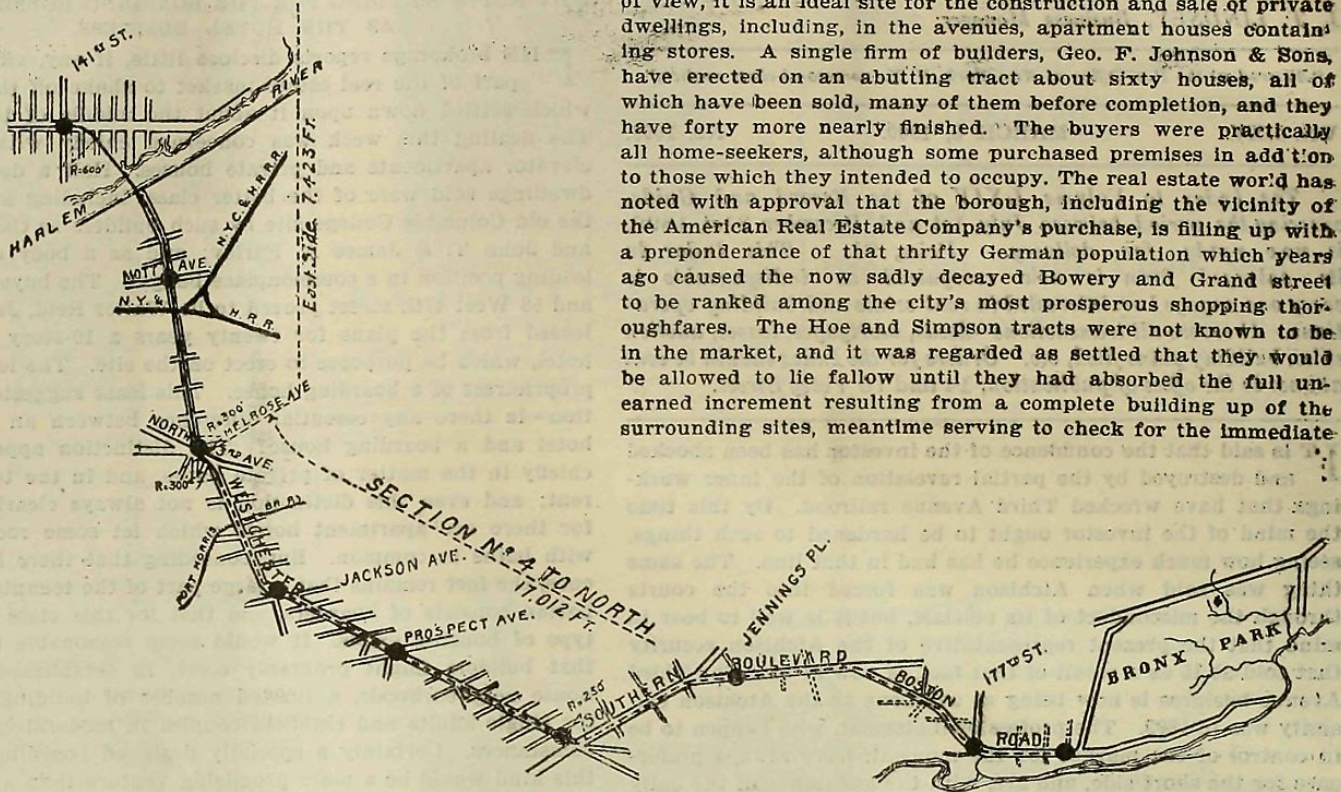 of view, it is an ideal site for the construction and sale of private
dwellings, including, in the avenues, apartment houses contain-
ing stores. A single firm of builders, Geo. F. Johnson & Sons,
have erected on an abutting tract about sixty houses, all of
which have been sold, many of them before completion, and they
have forty more nearly finished. The buyers were practically
all home-seekers, although some purchased premises in add'tion
to those which they intended to occupy. The real estate world has
noted with approval that the borough, including the vicinity of
the American Real Estate Company's purchase, is filling up with
a preponderance of that thrifty German population which years
ago caused the now sadly decayed Bowery and Grand street
to be ranked among the city's most prosperous shopping thor-
oughfares. The Hoe and Simpson tracts were not known to be
in the market, and it was regarded as settled that they would
be allowed to lie fallow until they had absorbed the full un-
earned increment resulting from a complete building up of the
surrounding sites, meantime serving to check for the immediate
141ST ST.
HARLEM RIVER
R=600'
N.Y.C. & H.R.R.R.
East-Side 7.423 Ft.
MOTT AVE
N.Y. & H.R.R.
R=300'
MELROSE AVE
NORTH
3RD AVE.
R.300'
WESTCHESTER
PORT MORRIS
BR RD
SECTION No. 4 TO NORTH
17012 FT.
JACKSON AVE.
PROSPECT AVE.
R=250'
SOUTHERN BOULEVARD
JENNINGS PL.
BOSTON ROAD
177TH ST.
BRONX PARK